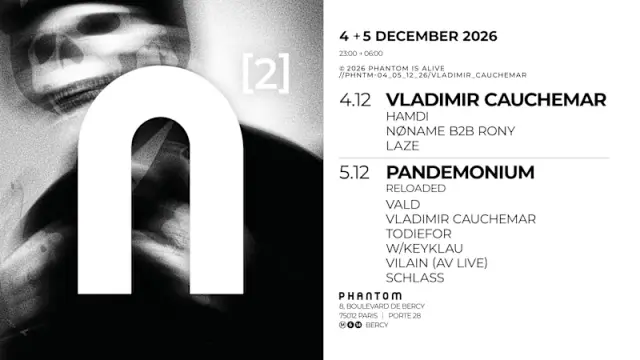 [2]
4 + 5 DECEMBER 2026
23:00 → 06:00
© 2026 PHANTOM IS ALIVE
//PHNTM-04_05_12_26/VLADIMIR_CAUCHEMAR
4.12 VLADIMIR CAUCHEMAR
HAMDI
NØNAME B2B RONY
LAZE
5.12 PANDEMONIUM
RELOADED
VALD
VLADIMIR CAUCHEMAR
TODIEFOR
W/KEYKLAU
VILAIN (AV LIVE)
SCHLASS
PHANTOM
8, BOULEVARD DE BERCY
75012 PARIS | PORTE 28
M 6 14 BERCY